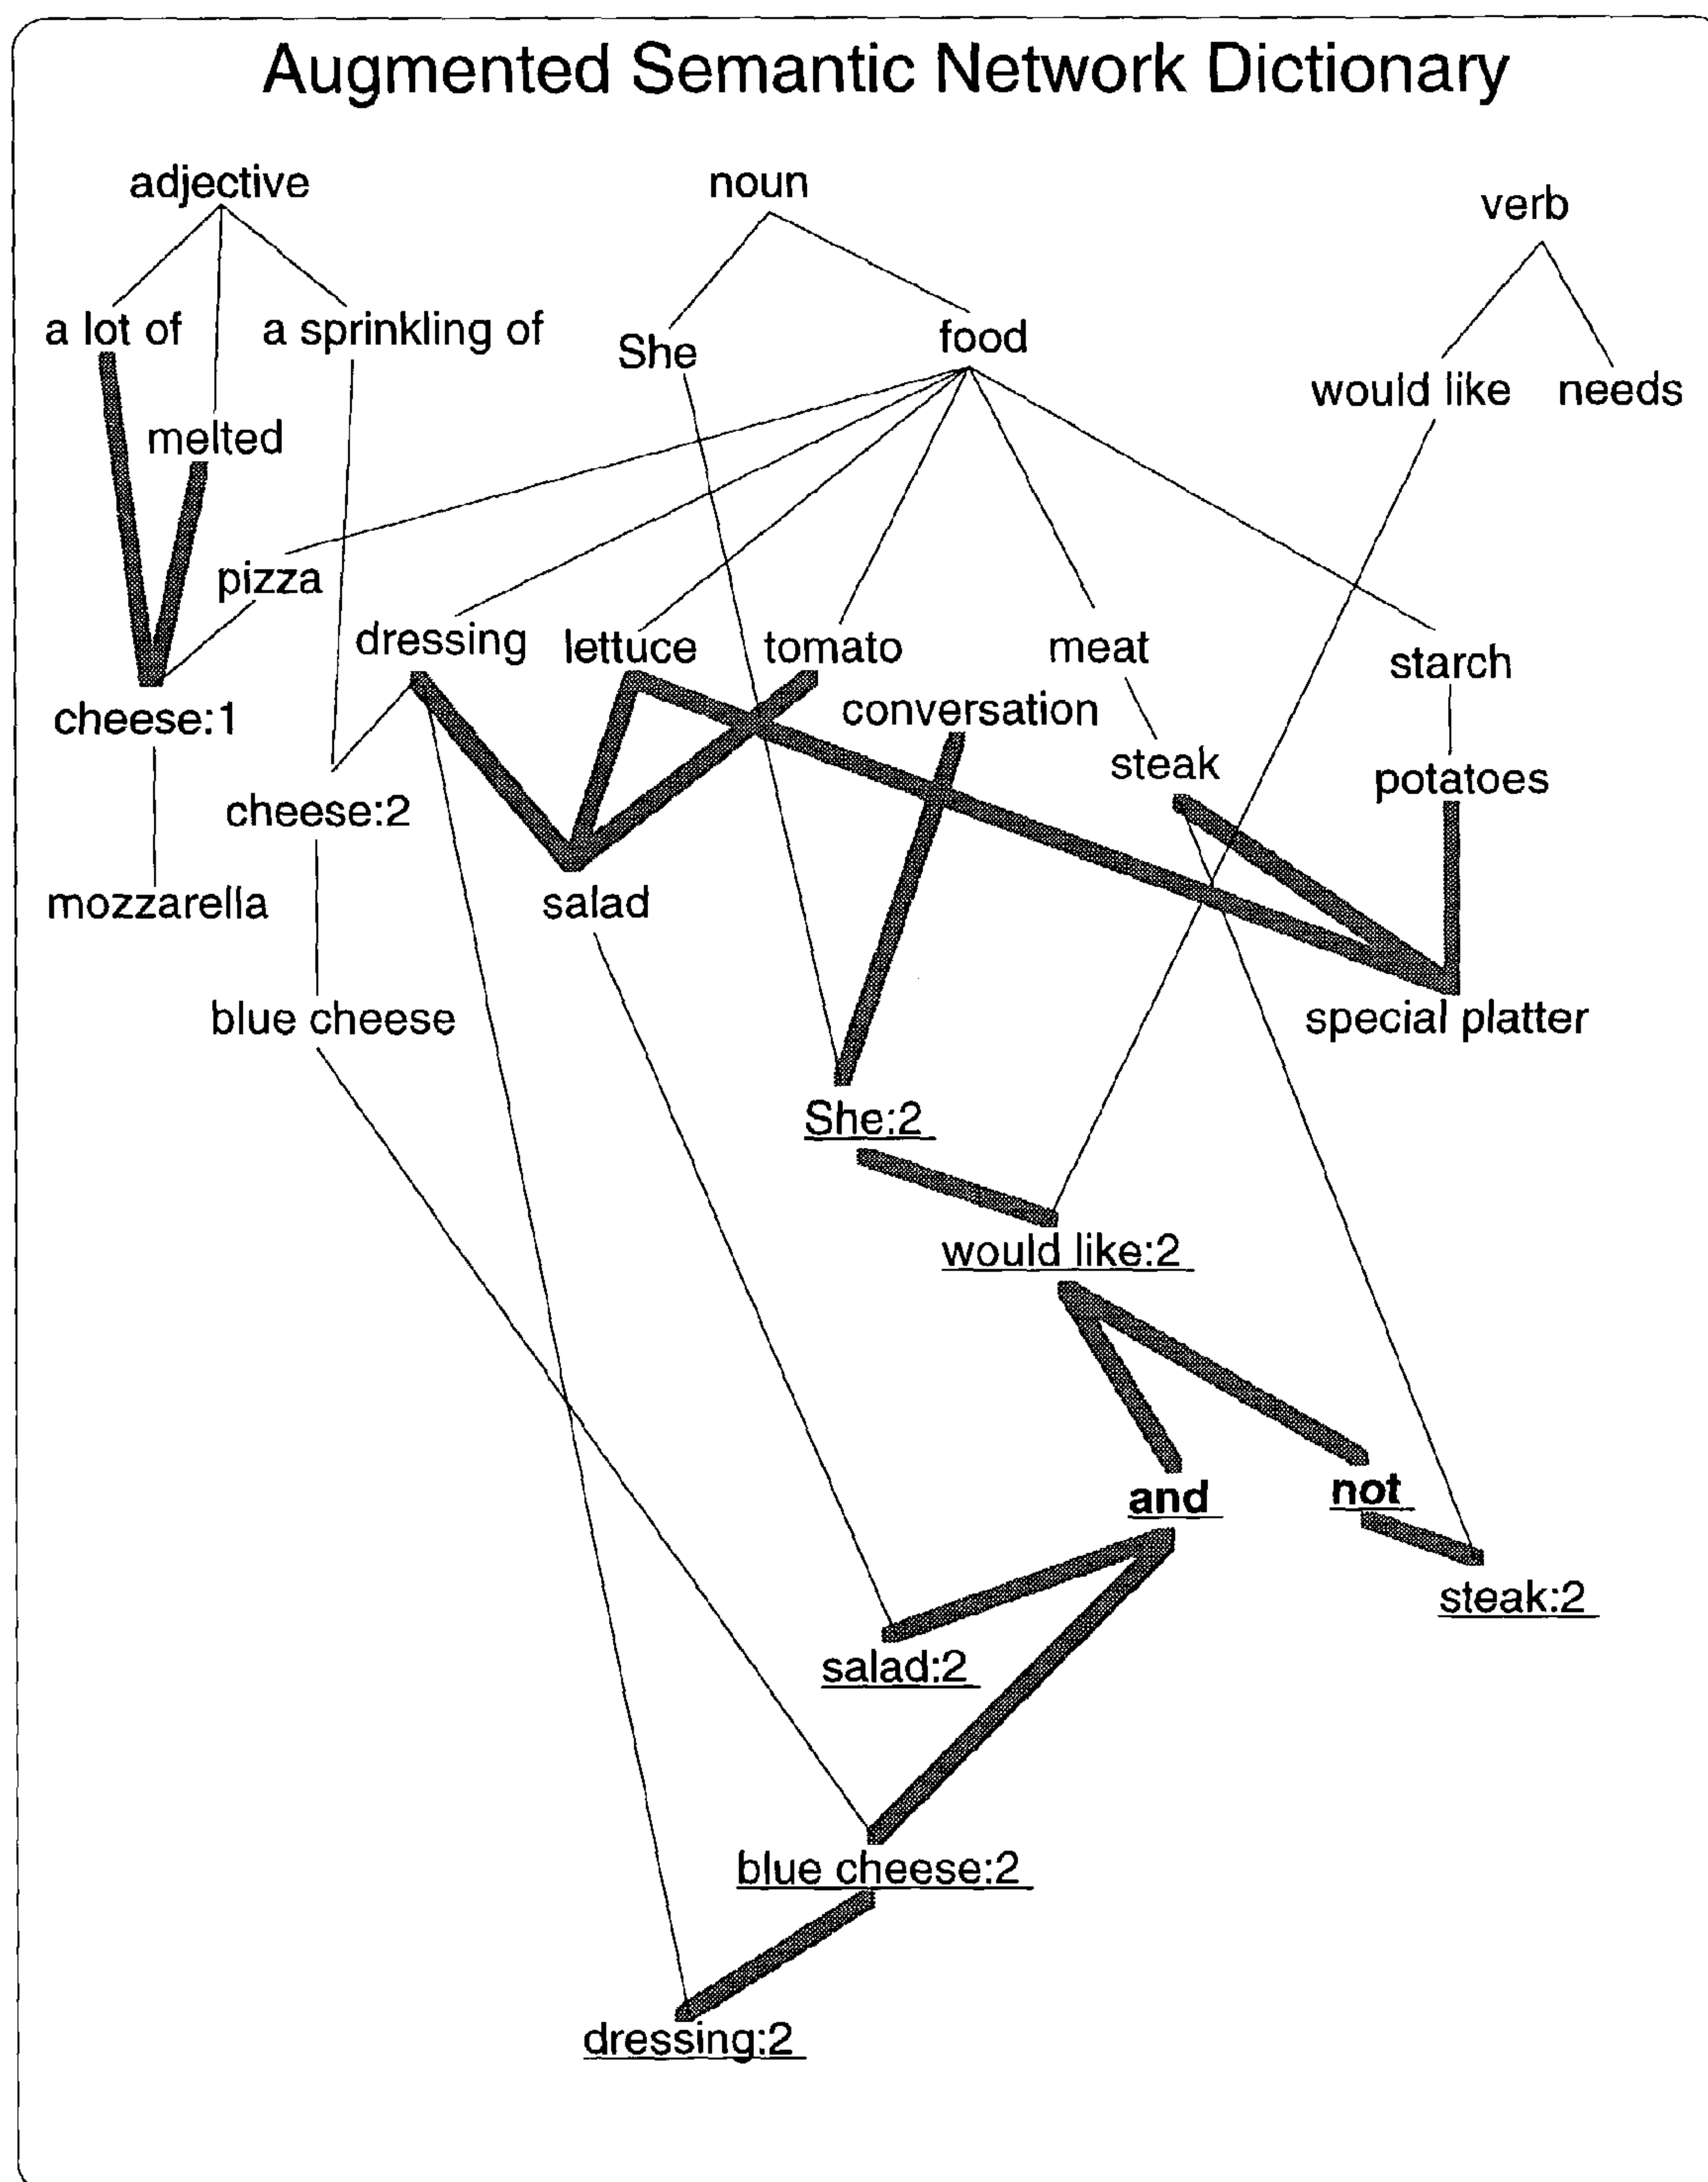 Augmented Semantic Network Dictionary
adjective
noun
verb
a lot of
a sprinkling of
She
food
would like
needs
melted
pizza
dressing
lettuce
tomato
meat
starch
cheese:1
conversation
steak
potatoes
cheese:2
mozzarella
salad
blue cheese
special platter
She:2
would like:2
and
not
steak:2
salad:2
blue cheese:2
dressing:2